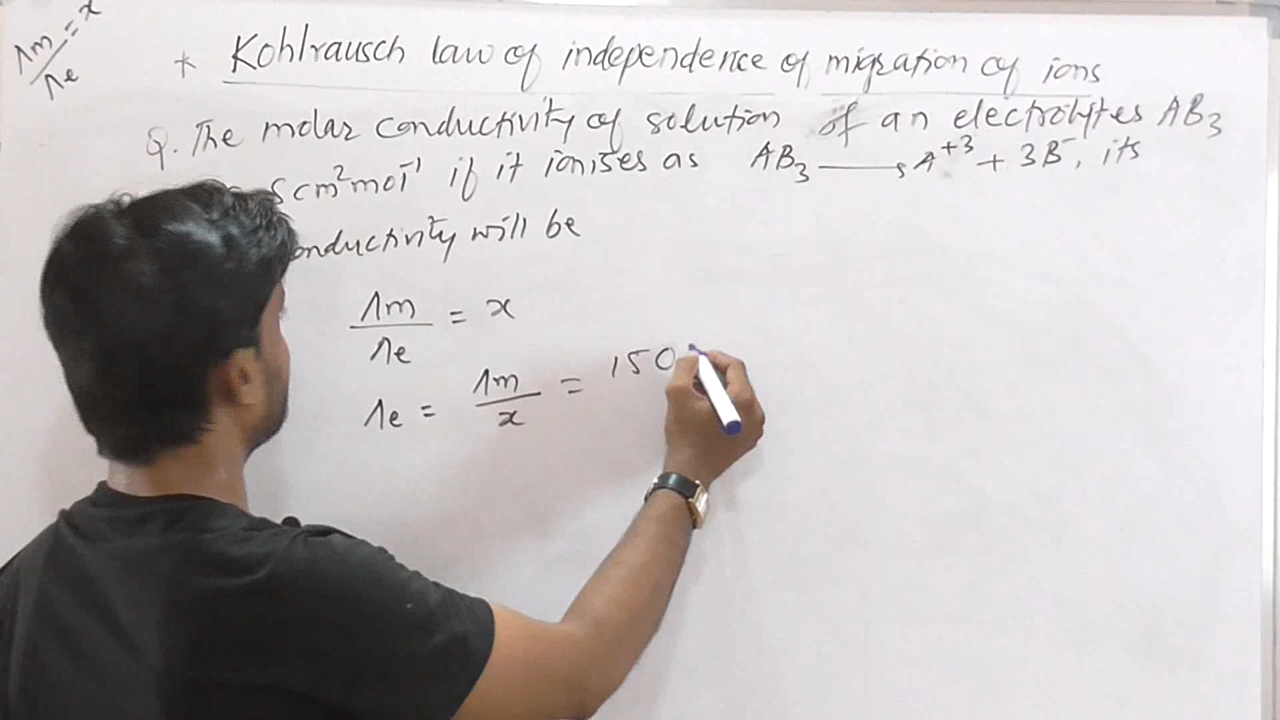 Λm/Λe = x
* Kohlrausch law of independence of migration of ions
Q. The molar conductivity of solution of an electrolytes AB₃
Scm²mol⁻¹ if it ionises as AB₃ ⟶ A⁺³ + 3B⁻, its
onductivity will be
Λm/Λe = x
Λe = Λm/x = 150